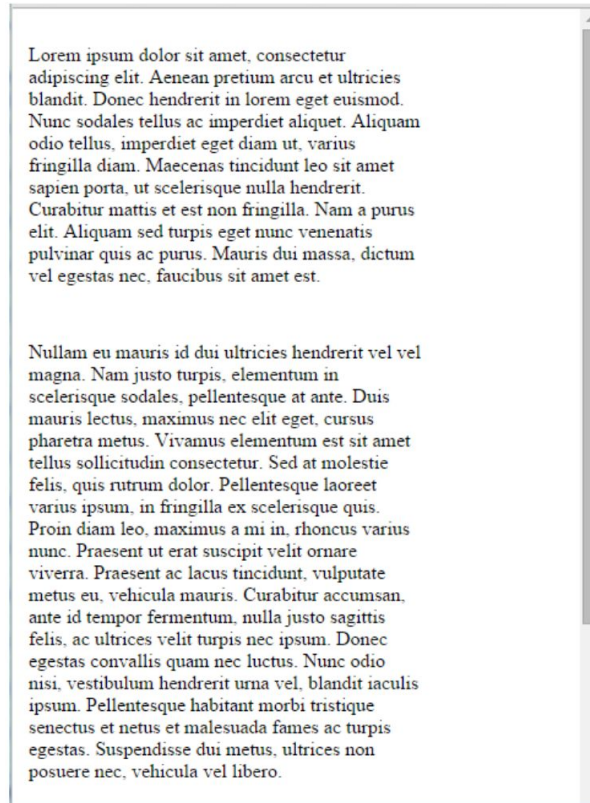 Lorem ipsum dolor sit amet, consectetur
adipiscing elit. Aenean pretium arcu et ultricies
blandit. Donec hendrerit in lorem eget euismod.
Nunc sodales tellus ac imperdiet aliquet. Aliquam
odio tellus, imperdiet eget diam ut, varius
fringilla diam. Maecenas tincidunt leo sit amet
sapien porta, ut scelerisque nulla hendrerit.
Curabitur mattis et est non fringilla. Nam a purus
elit. Aliquam sed turpis eget nunc venenatis
pulvinar quis ac purus. Mauris dui massa, dictum
vel egestas nec, faucibus sit amet est.
Nullam eu mauris id dui ultricies hendrerit vel vel
magna. Nam justo turpis, elementum in
scelerisque sodales, pellentesque at ante. Duis
mauris lectus, maximus nec elit eget, cursus
pharetra metus. Vivamus elementum est sit amet
tellus sollicitudin consectetur. Sed at molestie
felis, quis rutrum dolor. Pellentesque laoreet
varius ipsum, in fringilla ex scelerisque quis.
Proin diam leo, maximus a mi in, rhoncus varius
nunc. Praesent ut erat suscipit velit ornare
viverra. Praesent ac lacus tincidunt, vulputate
metus eu, vehicula mauris. Curabitur accumsan,
ante id tempor fermentum, nulla justo sagittis
felis, ac ultrices velit turpis nec ipsum. Donec
egestas convallis quam nec luctus. Nunc odio
nisi, vestibulum hendrerit urna vel, blandit iaculis
ipsum. Pellentesque habitant morbi tristique
senectus et netus et malesuada fames ac turpis
egestas. Suspendisse dui metus, ultrices non
posuere nec, vehicula vel libero.